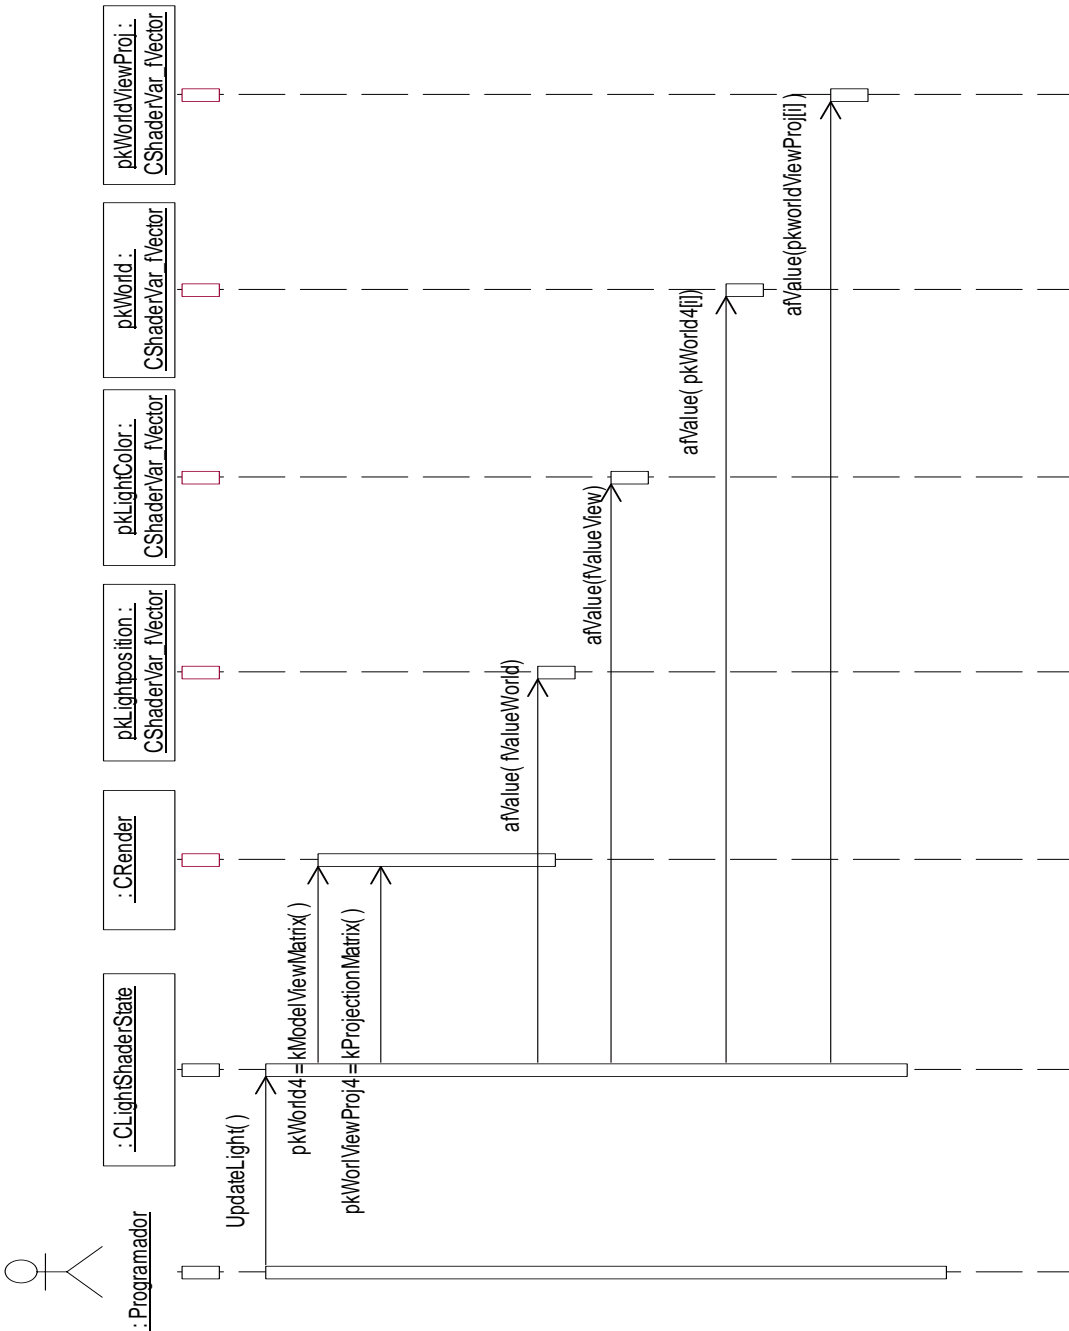 : Programador
: CLightShaderState
: CRender
pkLightposition :
CShaderVar_fVector
pkLightColor :
CShaderVar_fVector
pkWorld :
CShaderVar_fVector
pkWorldViewProj :
CShaderVar_fVector
UpdateLight( )
pkWorld4 = kModelViewMatrix( )
pkWorlViewProj4 = kProjectionMatrix( )
afValue( fValueWorld)
afValue(fValueView)
afValue( pkWorld4[i])
afValue(pkworldViewProj[i] )